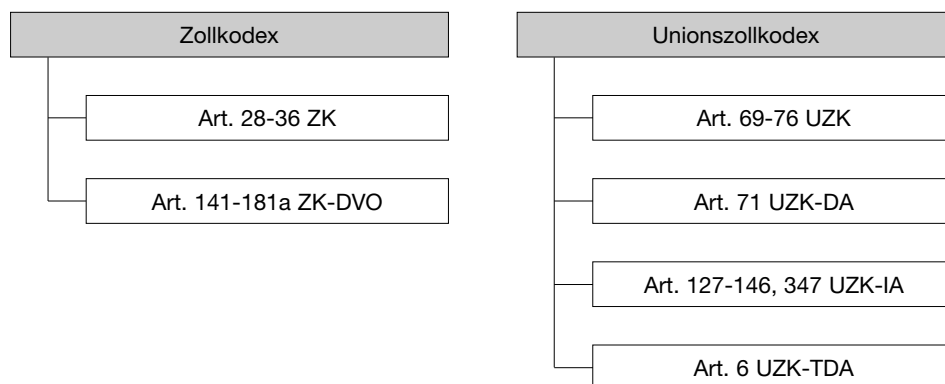 Zollkodex
Art. 28-36 ZK
Art. 141-181a ZK-DVO
Unionszollkodex
Art. 69-76 UZK
Art. 71 UZK-DA
Art. 127-146, 347 UZK-IA
Art. 6 UZK-TDA